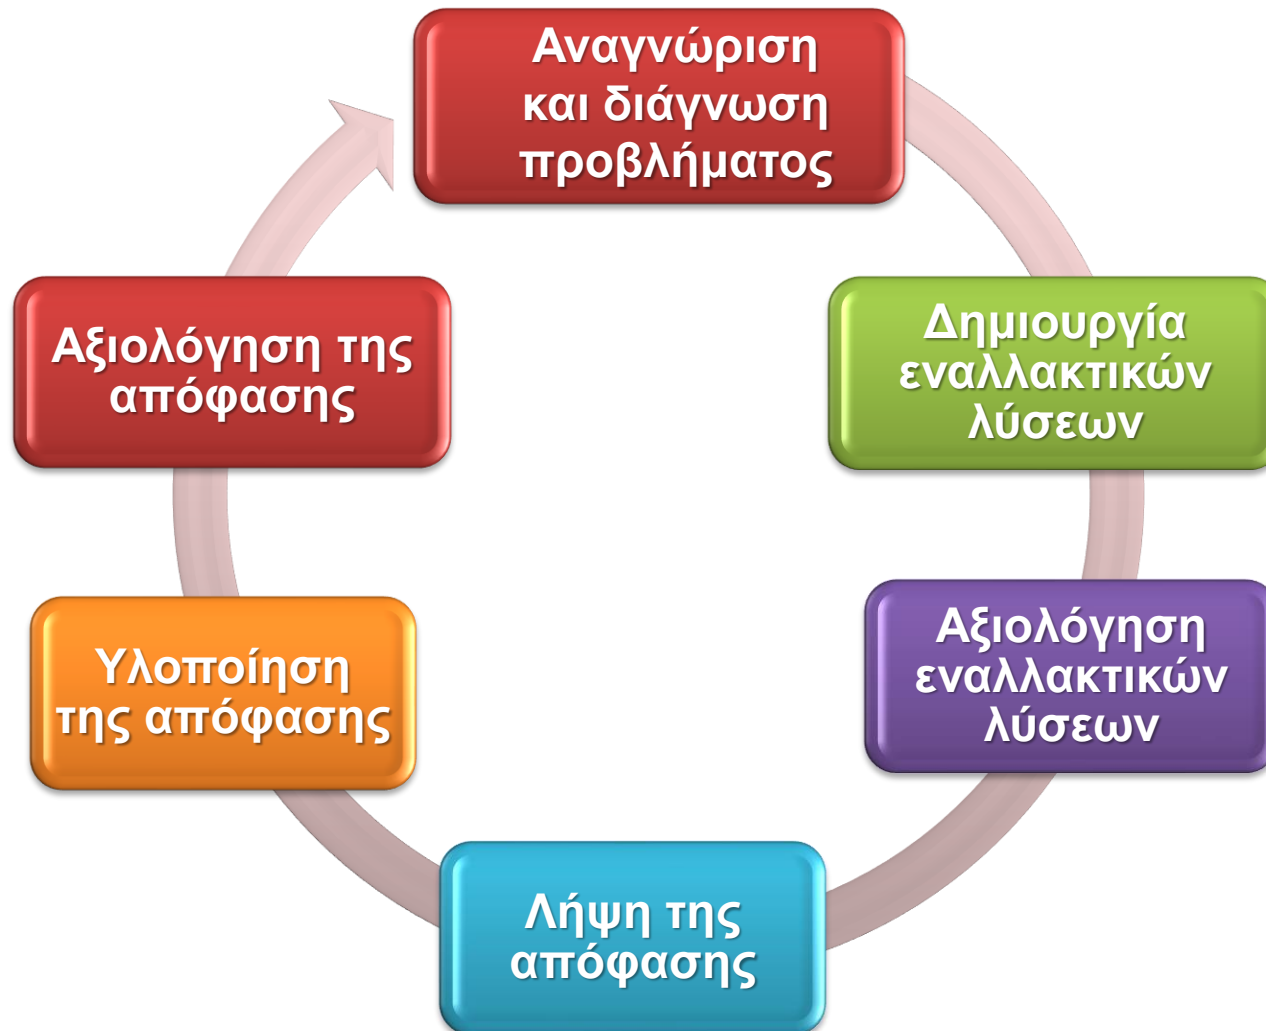 Αναγνώριση
και διάγνωση
προβλήματος
Δημιουργία
εναλλακτικών
λύσεων
Αξιολόγηση
εναλλακτικών
λύσεων
Λήψη της
απόφασης
Υλοποίηση
της απόφασης
Αξιολόγηση της
απόφασης